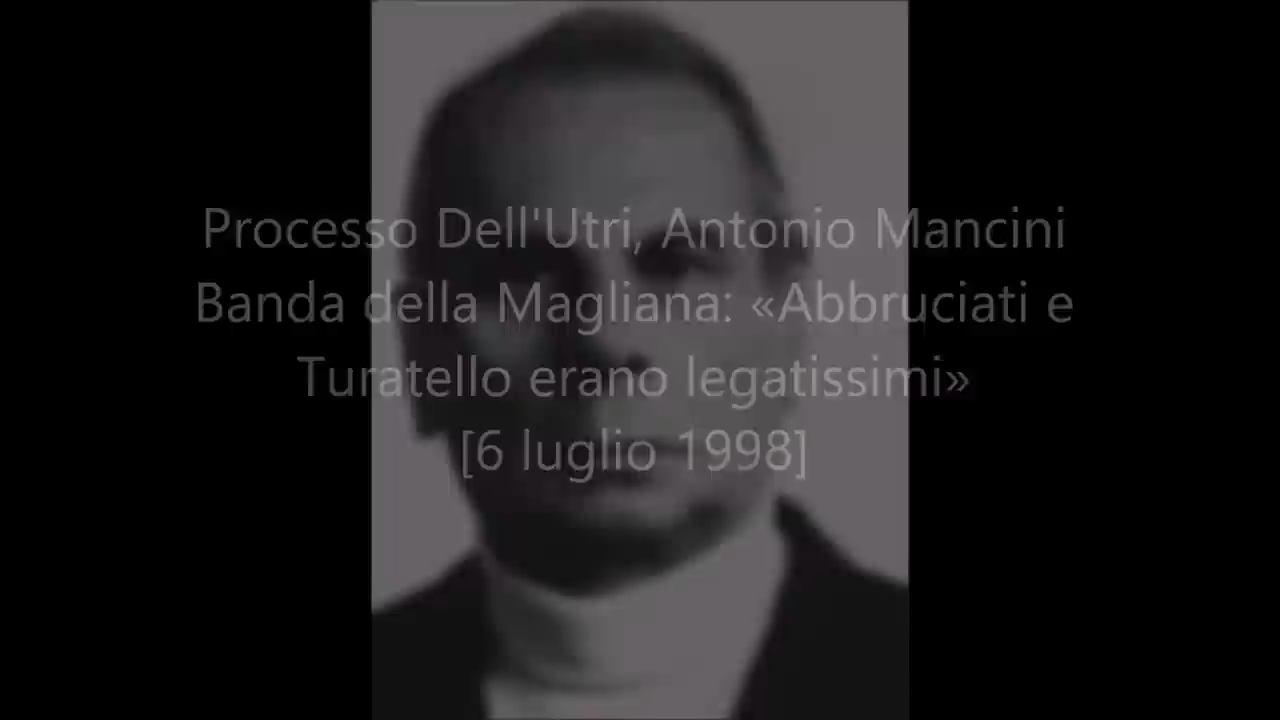 Processo Dell'Utri, Antonio Mancini
Banda della Magliana: «Abbruciati e
Turatello erano legatissimi»
[6 luglio 1998]